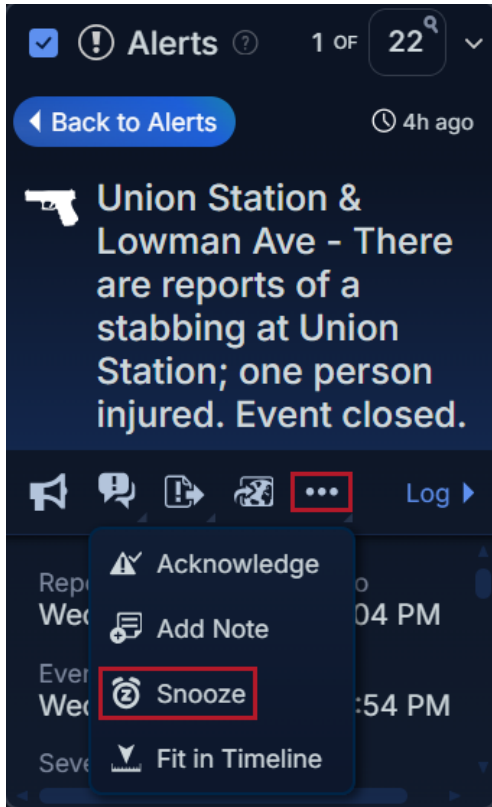 Alerts ? 1 OF 22
Back to Alerts 4h ago
Union Station &
Lowman Ave - There
are reports of a
stabbing at Union
Station; one person
injured. Event closed.
Log
Acknowledge
Add Note
04 PM
Snooze
:54 PM
Fit in Timeline